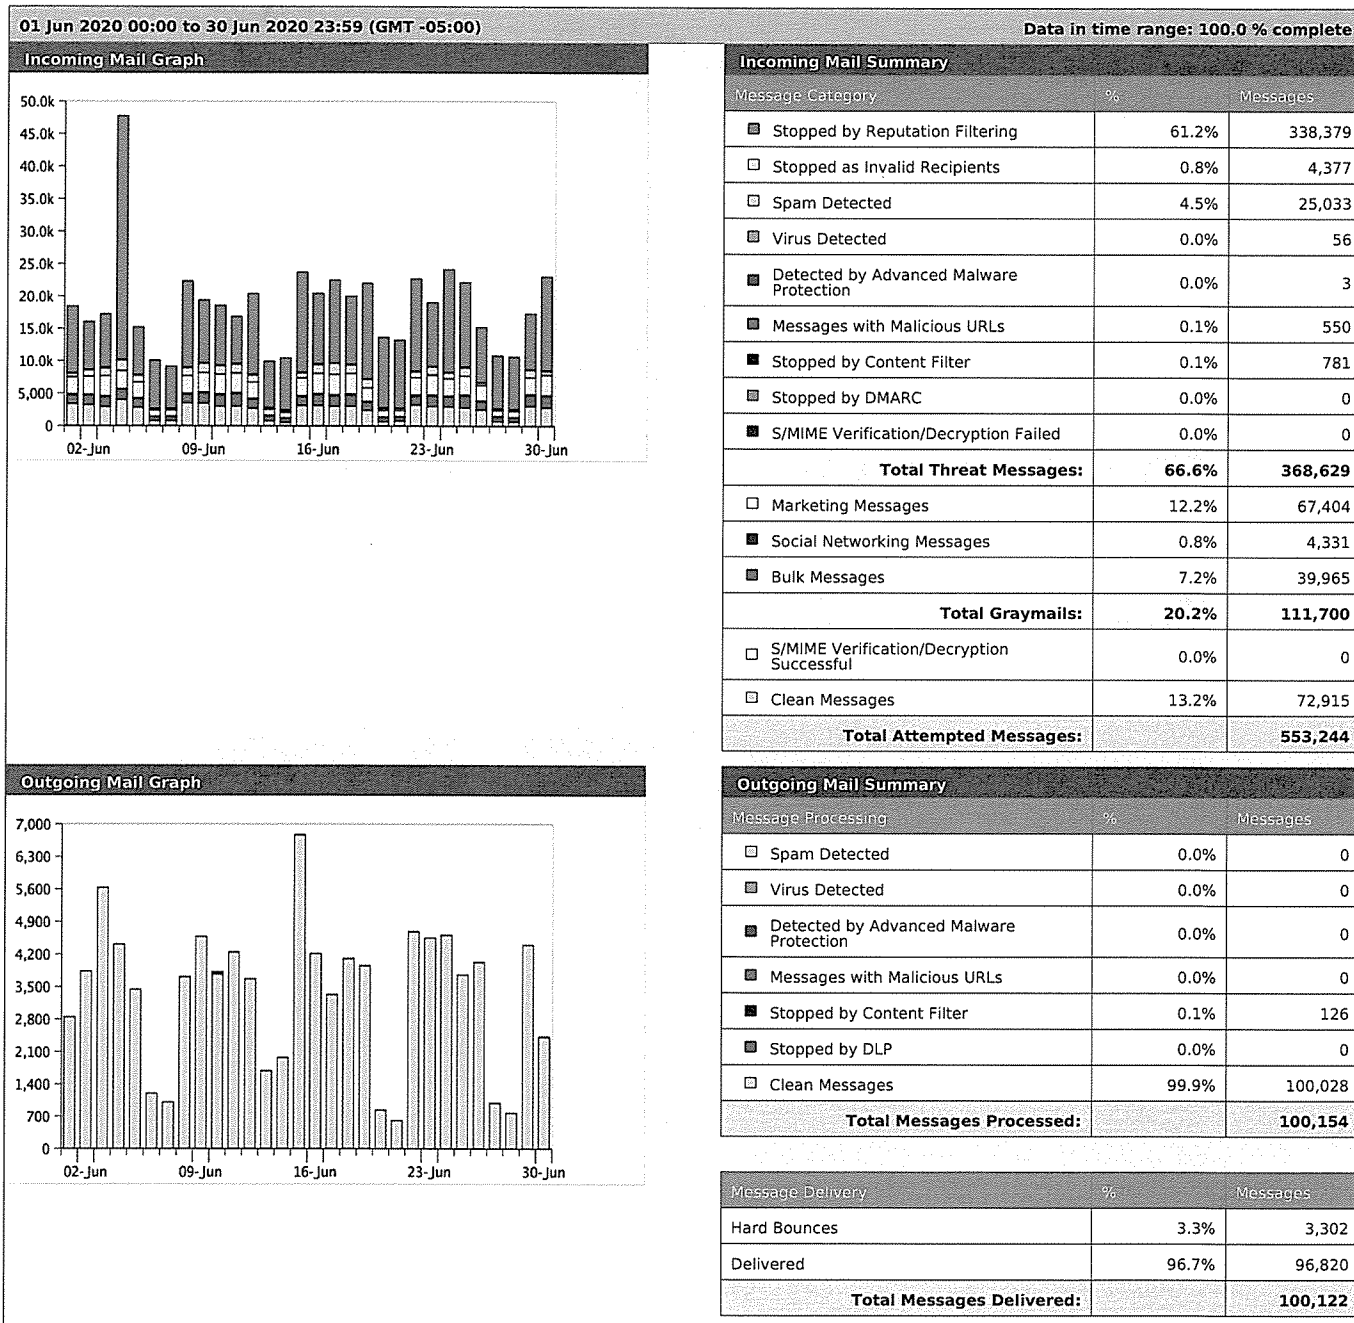 01 Jun 2020 00:00 to 30 Jun 2020 23:59 (GMT -05:00) Data in time range: 100.0 % complete
Incoming Mail Graph
50.0k
45.0k
40.0k
35.0k
30.0k
25.0k
20.0k
15.0k
10.0k
5,000
0
02-Jun 09-Jun 16-Jun 23-Jun 30-Jun
Incoming Mail Summary
Message Category % Messages
Stopped by Reputation Filtering 61.2% 338,379
Stopped as Invalid Recipients 0.8% 4,377
Spam Detected 4.5% 25,033
Virus Detected 0.0% 56
Detected by Advanced Malware
Protection 0.0% 3
Messages with Malicious URLs 0.1% 550
Stopped by Content Filter 0.1% 781
Stopped by DMARC 0.0% 0
S/MIME Verification/Decryption Failed 0.0% 0
Total Threat Messages: 66.6% 368,629
Marketing Messages 12.2% 67,404
Social Networking Messages 0.8% 4,331
Bulk Messages 7.2% 39,965
Total Graymails: 20.2% 111,700
S/MIME Verification/Decryption
Successful 0.0% 0
Clean Messages 13.2% 72,915
Total Attempted Messages: 553,244
Outgoing Mail Graph
7,000
6,300
5,600
4,900
4,200
3,500
2,800
2,100
1,400
700
0
02-Jun 09-Jun 16-Jun 23-Jun 30-Jun
Outgoing Mail Summary
Message Processing % Messages
Spam Detected 0.0% 0
Virus Detected 0.0% 0
Detected by Advanced Malware
Protection 0.0% 0
Messages with Malicious URLs 0.0% 0
Stopped by Content Filter 0.1% 126
Stopped by DLP 0.0% 0
Clean Messages 99.9% 100,028
Total Messages Processed: 100,154
Message Delivery % Messages
Hard Bounces 3.3% 3,302
Delivered 96.7% 96,820
Total Messages Delivered: 100,122